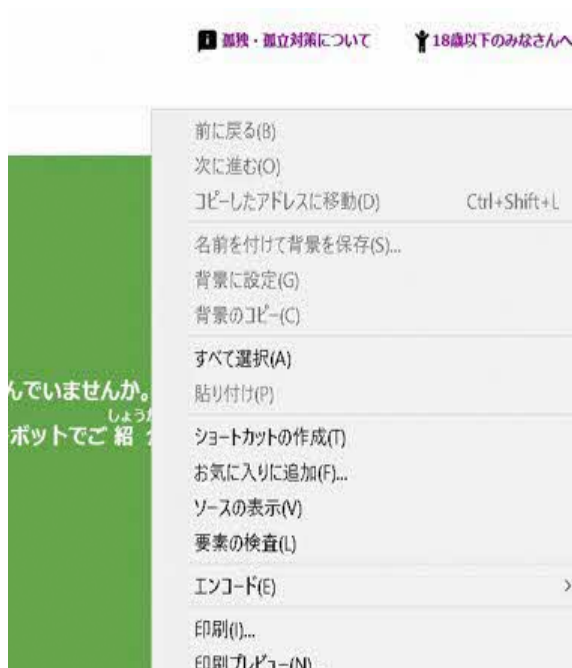 孤独・孤立対策について
18歳以下のみなさんへ
前に戻る(B)
次に進む(O)
コピーしたアドレスに移動(D) Ctrl+Shift+L
名前を付けて背景を保存(S)...
背景に設定(G)
背景のコピー(C)
すべて選択(A)
貼り付け(P)
んでいませんか。
しょうか
ボットでご紹介
ショートカットの作成(T)
お気に入りに追加(F)...
ソースの表示(V)
要素の検査(L)
エンコード(E) >
印刷(I)...
印刷プレビュー(N)